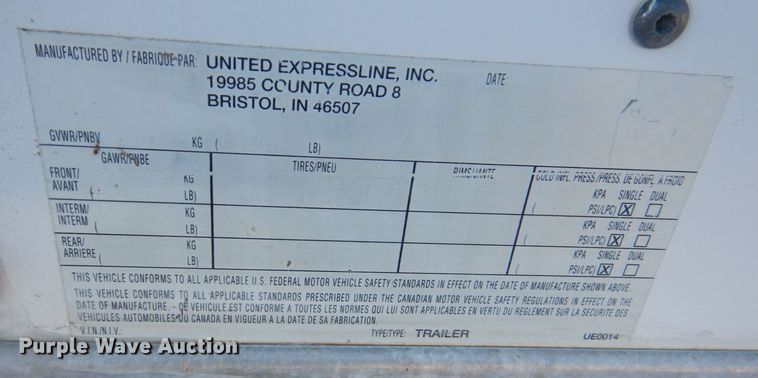 MANUFACTURED BY / FABRIQUE PAR: UNITED EXPRESSLINE, INC. DATE:
19985 COUNTY ROAD 8
BRISTOL, IN 46507
GVWR/PNBV KG ( LB)
GAWR/PNBE TIRES/PNEU RIMS/JANTE COLD INFL. PRESS./PRESS. DE GONFL. A FROID
FRONT/ KG KPA SINGLE DUAL
AVANT ( LB) ( PSI/LPC) X
INTERM/ KG KPA SINGLE DUAL
INTERM ( LB) ( PSI/LPC) X
REAR/ KG KPA SINGLE DUAL
ARRIERE ( LB) ( PSI/LPC) X
THIS VEHICLE CONFORMS TO ALL APPLICABLE U.S. FEDERAL MOTOR VEHICLE SAFETY STANDARDS IN EFFECT ON THE DATE OF MANUFACTURE SHOWN ABOVE.
THIS VEHICLE CONFORMS TO ALL APPLICABLE STANDARDS PRESCRIBED UNDER THE CANADIAN MOTOR VEHICLE SAFETY REGULATIONS IN EFFECT ON THE
DATE OF MANUFACTURE. - CE VEHICULE EST CONFORME A TOUTES LES NORMES QUI LUI SONT APPLICABLES EN VERTU DU REGLEMENT SUR LA SECURITE DES
VEHICULES AUTOMOBILES DU CANADA EN VIGUEUR A LA DATE DE SA FABRICATION.
V.I.N./N.I.V.: TYPE/TYPE: TRAILER UE0014
Purple Wave Auction